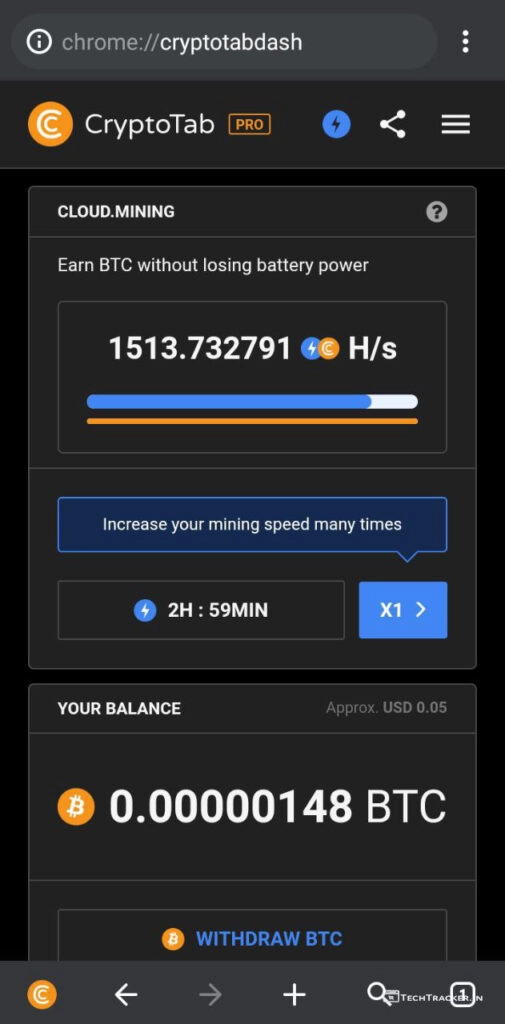 chrome://cryptotabdash
CryptoTab PRO
CLOUD.MINING
Earn BTC without losing battery power
1513.732791 H/s
Increase your mining speed many times
2H : 59MIN
X1
YOUR BALANCE
Approx. USD 0.05
0.00000148 BTC
WITHDRAW BTC
TECHTRACKER.IN
1